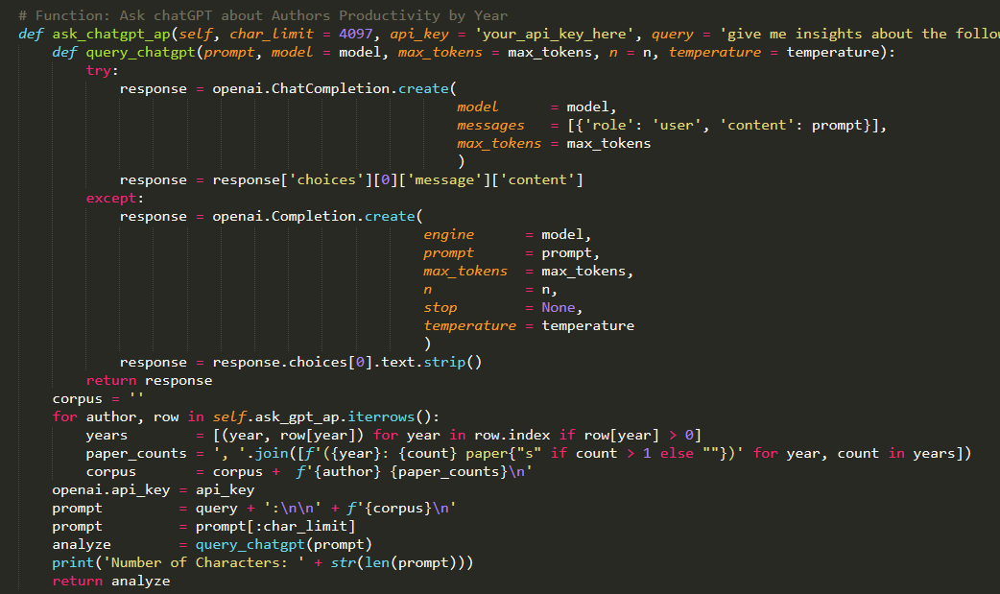 # Function: Ask chatGPT about Authors Productivity by Year
def ask_chatgpt_ap(self, char_limit = 4097, api_key = 'your_api_key_here', query = 'give me insights about the
    def query_chatgpt(prompt, model = model, max_tokens = max_tokens, n = n, temperature = temperature):
        try:
            response = openai.ChatCompletion.create(
                                                    model      = model,
                                                    messages   = [{'role': 'user', 'content': prompt}],
                                                    max_tokens = max_tokens
                                                    )
            response = response['choices'][0]['message']['content']
        except:
            response = openai.Completion.create(
                                                engine      = model,
                                                prompt      = prompt,
                                                max_tokens  = max_tokens,
                                                n           = n,
                                                stop        = None,
                                                temperature = temperature
                                                )
            response = response.choices[0].text.strip()
        return response
    corpus = ''
    for author, row in self.ask_gpt_ap.iterrows():
        years        = [(year, row[year]) for year in row.index if row[year] > 0]
        paper_counts = ', '.join([f'({year}: {count} paper{"s" if count > 1 else ""})' for year, count in years])
        corpus       = corpus +  f'{author} {paper_counts}\n'
    openai.api_key = api_key
    prompt         = query + ':\n\n' + f'{corpus}\n'
    prompt         = prompt[:char_limit]
    analyze        = query_chatgpt(prompt)
    print('Number of Characters: ' + str(len(prompt)))
    return analyze